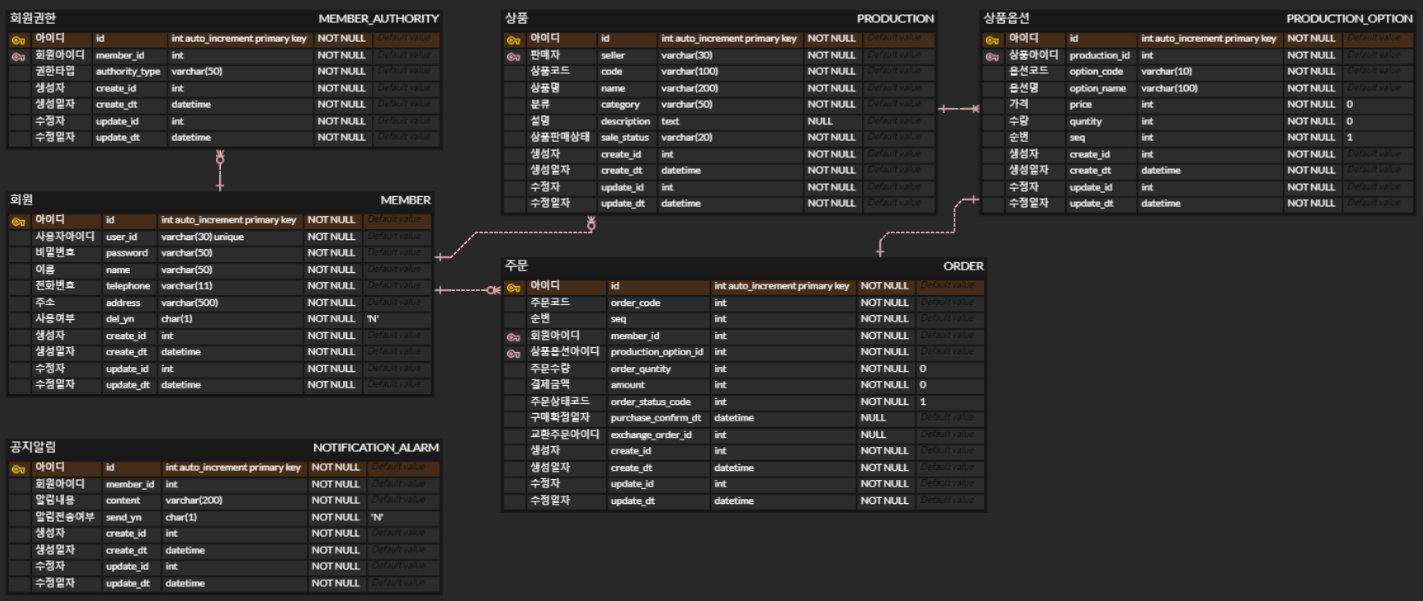 회원권한 MEMBER_AUTHORITY
아이디 id int auto_increment primary key NOT NULL Default value
회원아이디 member_id int NOT NULL Default value
권한타입 authority_type varchar(50) NOT NULL Default value
생성자 create_id int NOT NULL Default value
생성일자 create_dt datetime NOT NULL Default value
수정자 update_id int NOT NULL Default value
수정일자 update_dt datetime NOT NULL Default value
회원 MEMBER
아이디 id int auto_increment primary key NOT NULL Default value
사용자아이디 user_id varchar(30) unique NOT NULL Default value
비밀번호 password varchar(50) NOT NULL Default value
이름 name varchar(50) NOT NULL Default value
전화번호 telephone varchar(11) NOT NULL Default value
주소 address varchar(500) NOT NULL Default value
사용여부 del_yn char(1) NOT NULL 'N'
생성자 create_id int NOT NULL Default value
생성일자 create_dt datetime NOT NULL Default value
수정자 update_id int NOT NULL Default value
수정일자 update_dt datetime NOT NULL Default value
공지알림 NOTIFICATION_ALARM
아이디 id int auto_increment primary key NOT NULL Default value
회원아이디 member_id int NOT NULL Default value
알림내용 content varchar(200) NOT NULL Default value
알림전송여부 send_yn char(1) NOT NULL 'N'
생성자 create_id int NOT NULL Default value
생성일자 create_dt datetime NOT NULL Default value
수정자 update_id int NOT NULL Default value
수정일자 update_dt datetime NOT NULL Default value
상품 PRODUCTION
아이디 id int auto_increment primary key NOT NULL Default value
판매자 seller varchar(30) NOT NULL Default value
상품코드 code varchar(100) NOT NULL Default value
상품명 name varchar(200) NOT NULL Default value
분류 category varchar(50) NOT NULL Default value
설명 description text NULL Default value
상품판매상태 sale_status varchar(20) NOT NULL Default value
생성자 create_id int NOT NULL Default value
생성일자 create_dt datetime NOT NULL Default value
수정자 update_id int NOT NULL Default value
수정일자 update_dt datetime NOT NULL Default value
주문 ORDER
아이디 id int auto_increment primary key NOT NULL Default value
주문코드 order_code int NOT NULL Default value
순번 seq int NOT NULL Default value
회원아이디 member_id int NOT NULL Default value
상품옵션아이디 production_option_id int NOT NULL Default value
주문수량 order_quntity int NOT NULL 0
결제금액 amount int NOT NULL 0
주문상태코드 order_status_code int NOT NULL 1
구매확정일자 purchase_confirm_dt datetime NULL Default value
교환주문아이디 exchange_order_id int NULL Default value
생성자 create_id int NOT NULL Default value
생성일자 create_dt datetime NOT NULL Default value
수정자 update_id int NOT NULL Default value
수정일자 update_dt datetime NOT NULL Default value
상품옵션 PRODUCTION_OPTION
아이디 id int auto_increment primary key NOT NULL Default value
상품아이디 production_id int NOT NULL Default value
옵션코드 option_code varchar(10) NOT NULL Default value
옵션명 option_name varchar(100) NOT NULL Default value
가격 price int NOT NULL 0
수량 quntity int NOT NULL 0
순번 seq int NOT NULL 1
생성자 create_id int NOT NULL Default value
생성일자 create_dt datetime NOT NULL Default value
수정자 update_id int NOT NULL Default value
수정일자 update_dt datetime NOT NULL Default value